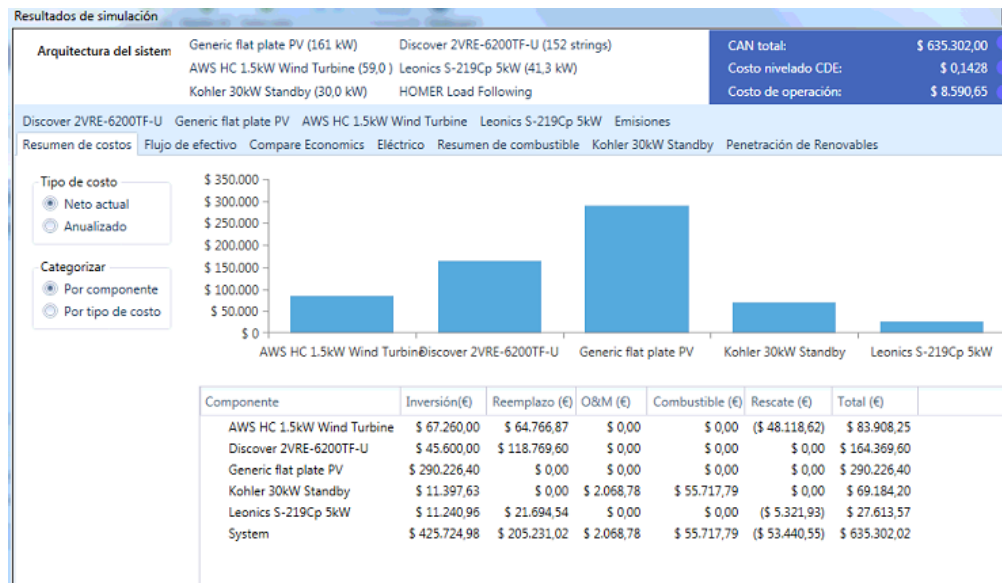 Resultados de simulación
Arquitectura del sistem
Generic flat plate PV (161 kW) Discover 2VRE-6200TF-U (152 strings)
AWS HC 1.5kW Wind Turbine (59,0 ) Leonics S-219Cp 5kW (41,3 kW)
Kohler 30kW Standby (30,0 kW) HOMER Load Following
CAN total: $ 635.302,00
Costo nivelado CDE: $ 0,1428
Costo de operación: $ 8.590,65
Discover 2VRE-6200TF-U Generic flat plate PV AWS HC 1.5kW Wind Turbine Leonics S-219Cp 5kW Emisiones
Resumen de costos Flujo de efectivo Compare Economics Eléctrico Resumen de combustible Kohler 30kW Standby Penetración de Renovables
Tipo de costo
Neto actual
Anualizado
Categorizar
Por componente
Por tipo de costo
$ 350.000
$ 300.000
$ 250.000
$ 200.000
$ 150.000
$ 100.000
$ 50.000
$ 0
AWS HC 1.5kW Wind Turbine Discover 2VRE-6200TF-U Generic flat plate PV Kohler 30kW Standby Leonics S-219Cp 5kW
Componente Inversión(€) Reemplazo (€) O&M (€) Combustible (€) Rescate (€) Total (€)
AWS HC 1.5kW Wind Turbine $ 67.260,00 $ 64.766,87 $ 0,00 $ 0,00 ($ 48.118,62) $ 83.908,25
Discover 2VRE-6200TF-U $ 45.600,00 $ 118.769,60 $ 0,00 $ 0,00 $ 0,00 $ 164.369,60
Generic flat plate PV $ 290.226,40 $ 0,00 $ 0,00 $ 0,00 $ 0,00 $ 290.226,40
Kohler 30kW Standby $ 11.397,63 $ 0,00 $ 2.068,78 $ 55.717,79 $ 0,00 $ 69.184,20
Leonics S-219Cp 5kW $ 11.240,96 $ 21.694,54 $ 0,00 $ 0,00 ($ 5.321,93) $ 27.613,57
System $ 425.724,98 $ 205.231,02 $ 2.068,78 $ 55.717,79 ($ 53.440,55) $ 635.302,02